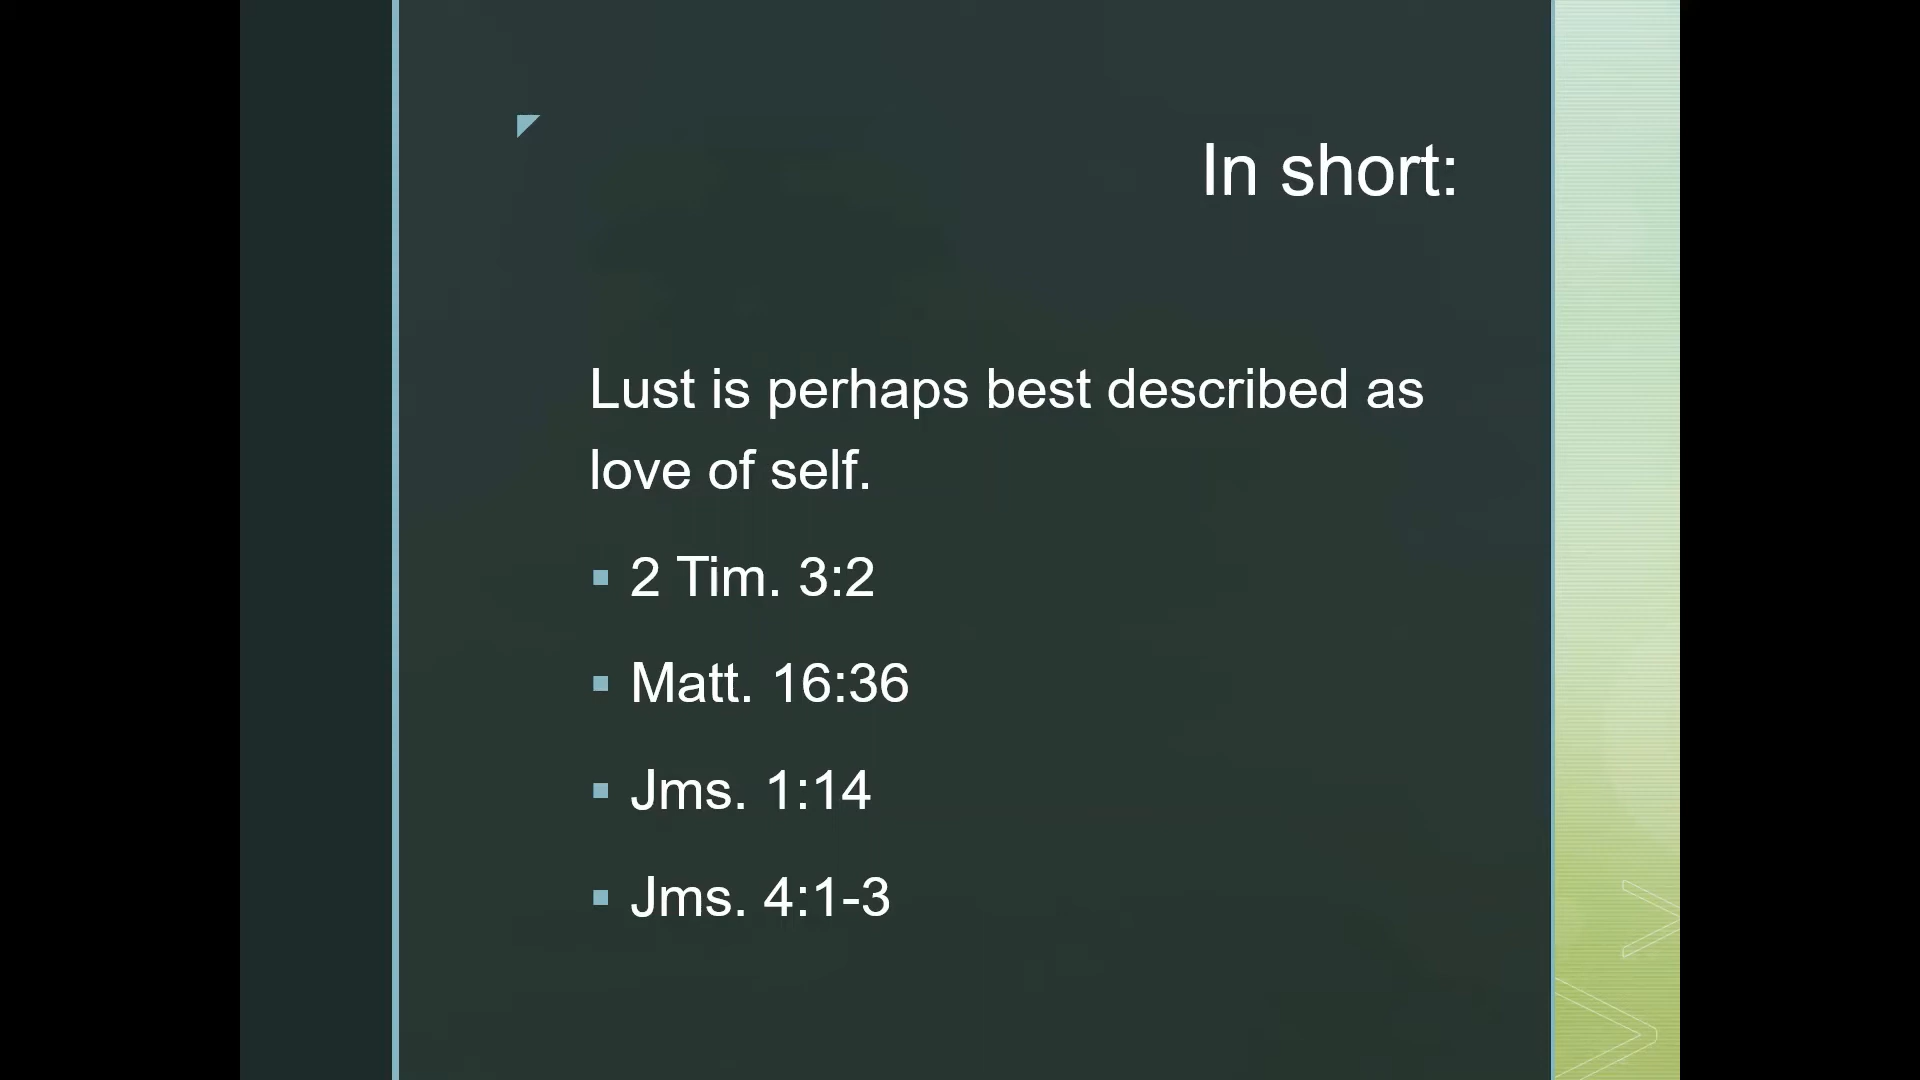 In short:
Lust is perhaps best described as
love of self.
▪ 2 Tim. 3:2
▪ Matt. 16:36
▪ Jms. 1:14
▪ Jms. 4:1-3